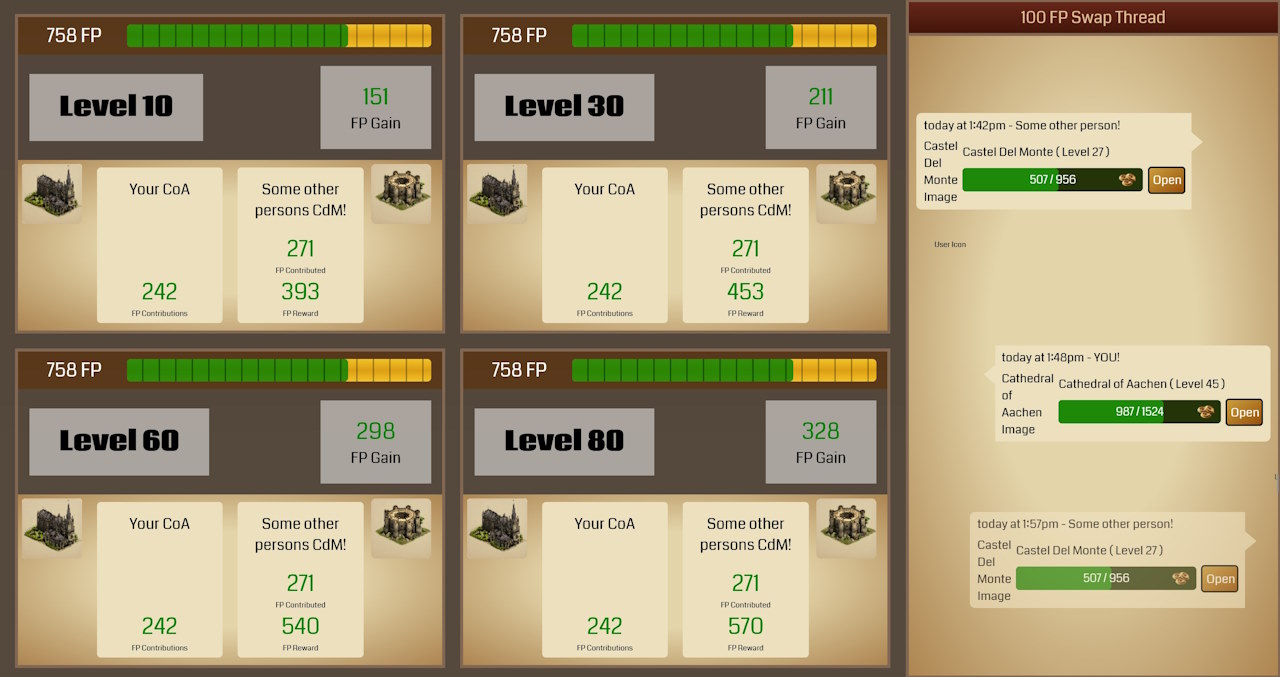 758 FP
Level 10
151
FP Gain
Your CoA
242
FP Contributions
Some other
persons CdM!
271
FP Contributed
393
FP Reward
758 FP
Level 30
211
FP Gain
Your CoA
242
FP Contributions
Some other
persons CdM!
271
FP Contributed
453
FP Reward
758 FP
Level 60
298
FP Gain
Your CoA
242
FP Contributions
Some other
persons CdM!
271
FP Contributed
540
FP Reward
758 FP
Level 80
328
FP Gain
Your CoA
242
FP Contributions
Some other
persons CdM!
271
FP Contributed
570
FP Reward
100 FP Swap Thread
today at 1:42pm - Some other person!
Castel
Del
Monte
Image
Castel Del Monte ( Level 27 )
507 / 956
Open
User Icon
today at 1:48pm - YOU!
Cathedral
of
Aachen
Image
Cathedral of Aachen ( Level 45 )
987 / 1524
Open
today at 1:57pm - Some other person!
Castel
Del
Monte
Image
Castel Del Monte ( Level 27 )
507 / 956
Open